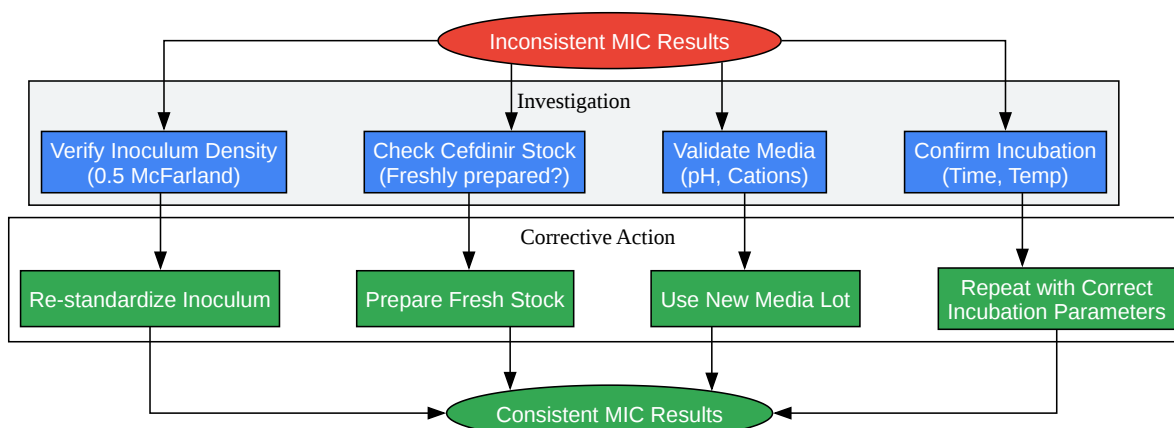 Inconsistent MIC Results
Investigation
Verify Inoculum Density
(0.5 McFarland)
Check Cefdinir Stock
(Freshly prepared?)
Validate Media
(pH, Cations)
Confirm Incubation
(Time, Temp)
Corrective Action
Re-standardize Inoculum
Prepare Fresh Stock
Use New Media Lot
Repeat with Correct
Incubation Parameters
Consistent MIC Results